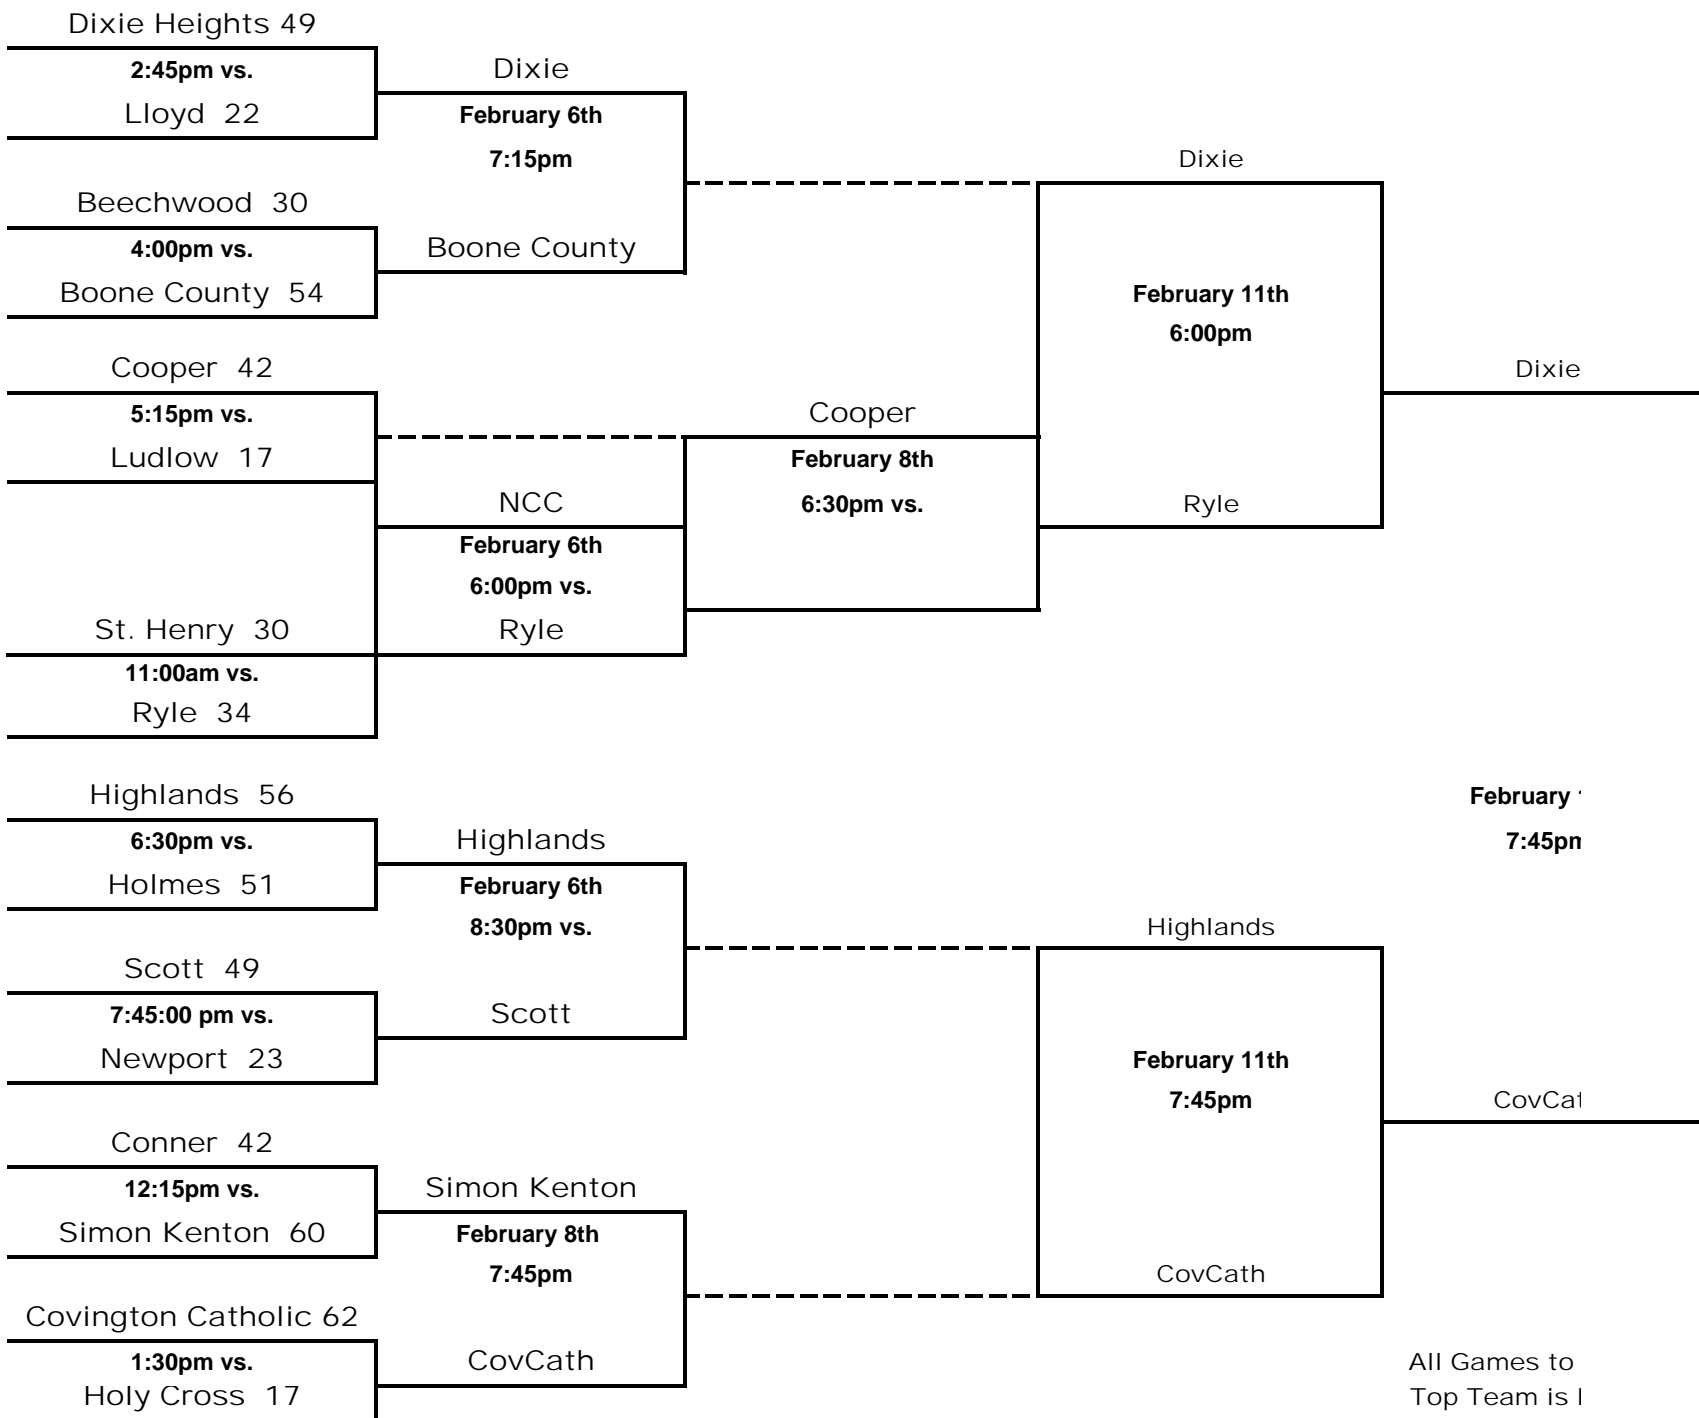 Dixie Heights 49
2:45pm vs.
Lloyd 22
Beechwood 30
4:00pm vs.
Boone County 54
Cooper 42
5:15pm vs.
Ludlow 17
St. Henry 30
11:00am vs.
Ryle 34
Highlands 56
6:30pm vs.
Holmes 51
Scott 49
7:45:00 pm vs.
Newport 23
Conner 42
12:15pm vs.
Simon Kenton 60
Covington Catholic 62
1:30pm vs.
Holy Cross 17
Dixie
February 6th
7:15pm
Boone County
NCC
February 6th
6:00pm vs.
Ryle
Highlands
February 6th
8:30pm vs.
Scott
Simon Kenton
February 8th
7:45pm
CovCath
Cooper
February 8th
6:30pm vs.
Dixie
February 11th
6:00pm
Ryle
Highlands
February 11th
7:45pm
CovCath
Dixie
February
7:45pm
CovCat
All Games to
Top Team is